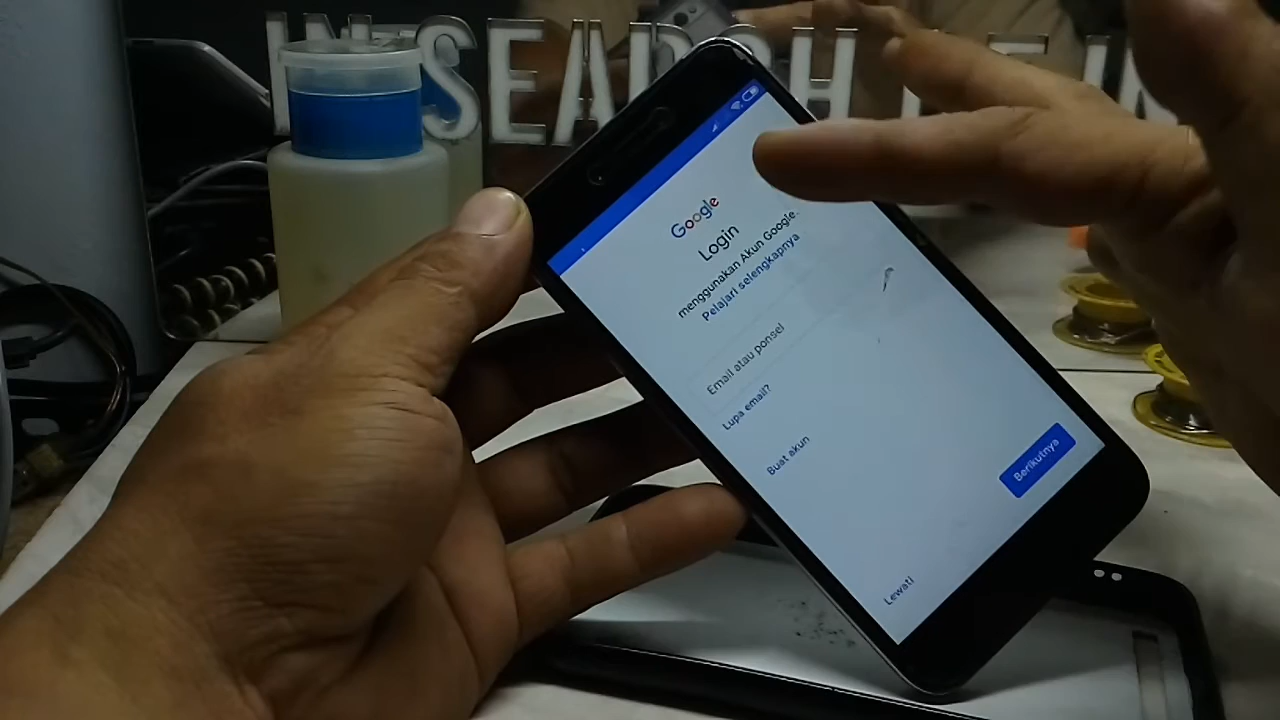 Google
Login
menggunakan Akun Google.
Pelajari selengkapnya
Email atau ponsel
Lupa email?
Buat akun
Berikutnya
Lewati